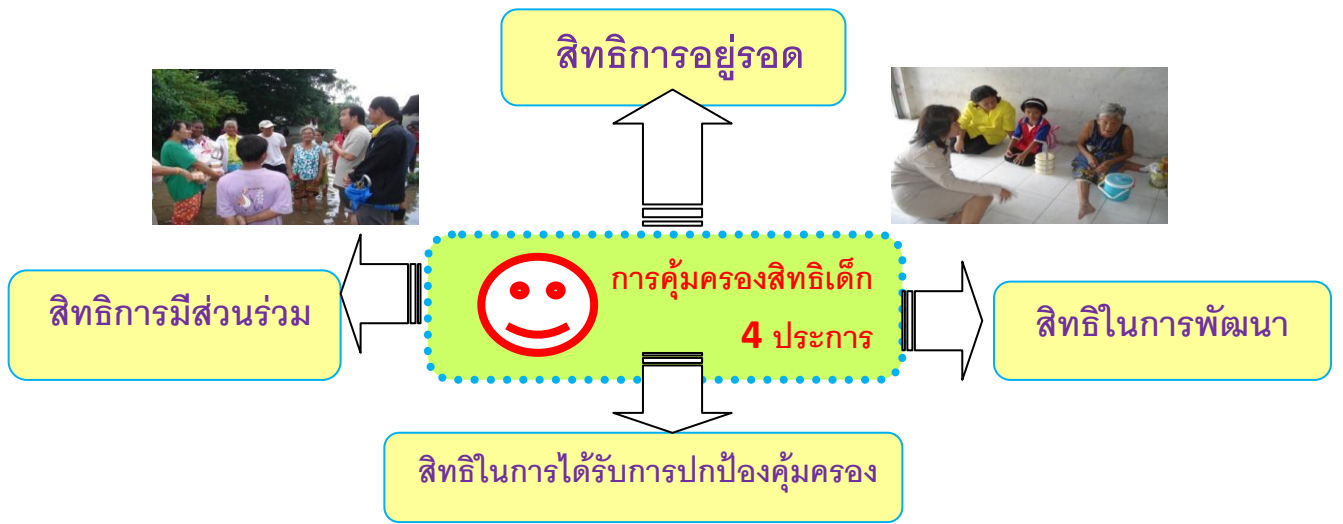 สิทธิการอยู่รอด
การคุ้มครองสิทธิเด็ก
4 ประการ
สิทธิการมีส่วนร่วม
สิทธิในการพัฒนา
สิทธิในการได้รับการปกป้องคุ้มครอง